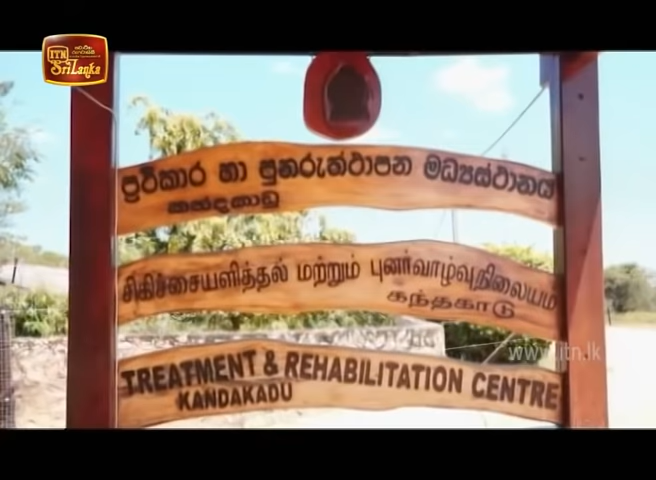 ITN
SriLanka
ප්‍රතිකාර හා පුනරුත්ථාපන මධ්‍යස්ථානය
කන්දකාඩු
சிகிச்சையளித்தல் மற்றும் புனர்வாழ்வு நிலையம்
கந்தகாடு
TREATMENT & REHABILITATION CENTRE
KANDAKADU
www.itn.lk